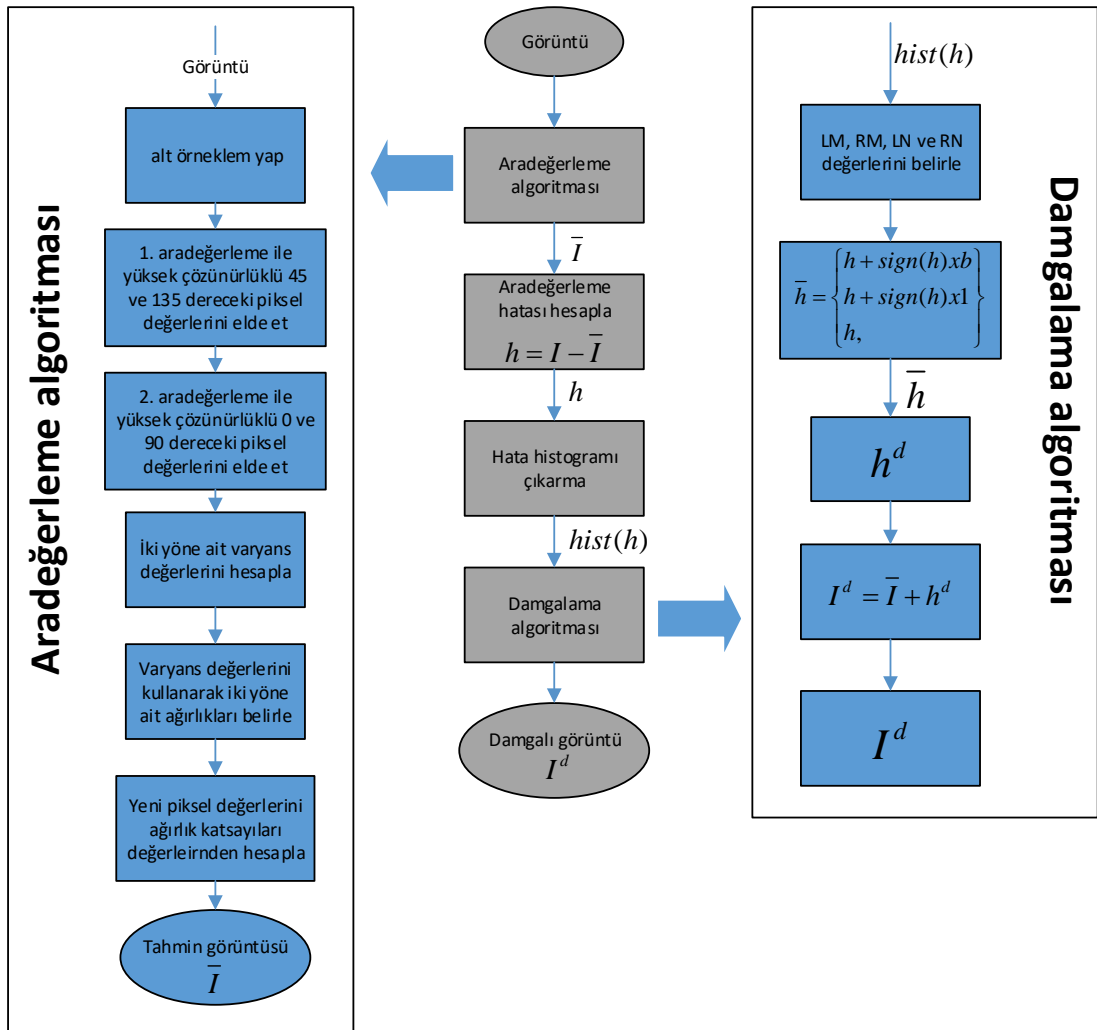 Aradeğerleme algoritması
Görüntü
alt örneklem yap
1. aradeğerleme ile
yüksek çözünürlüklü 45
ve 135 dereceki piksel
değerlerini elde et
2. aradeğerleme ile
yüksek çözünürlüklü 0 ve
90 dereceki piksel
değerlerini elde et
İki yöne ait varyans
değerlerini hesapla
Varyans değerlerini
kullanarak iki yöne
ait ağırlıkları belirle
Yeni piksel değerlerini
ağırlık katsayıları
değerleirnden hesapla
Tahmin görüntüsü
I̅
Görüntü
Aradeğerleme
algoritması
I̅
Aradeğerleme
hatası hesapla
h = I − I̅
h
Hata histogramı
çıkarma
hist(h)
Damgalama
algoritması
Damgalı görüntü
I^d
Damgalama algoritması
hist(h)
LM, RM, LN ve RN
değerlerini belirle
h + sign(h)xb
h̅ = { h + sign(h)x1 }
h,
h̅
h^d
I^d = I̅ + h^d
I^d